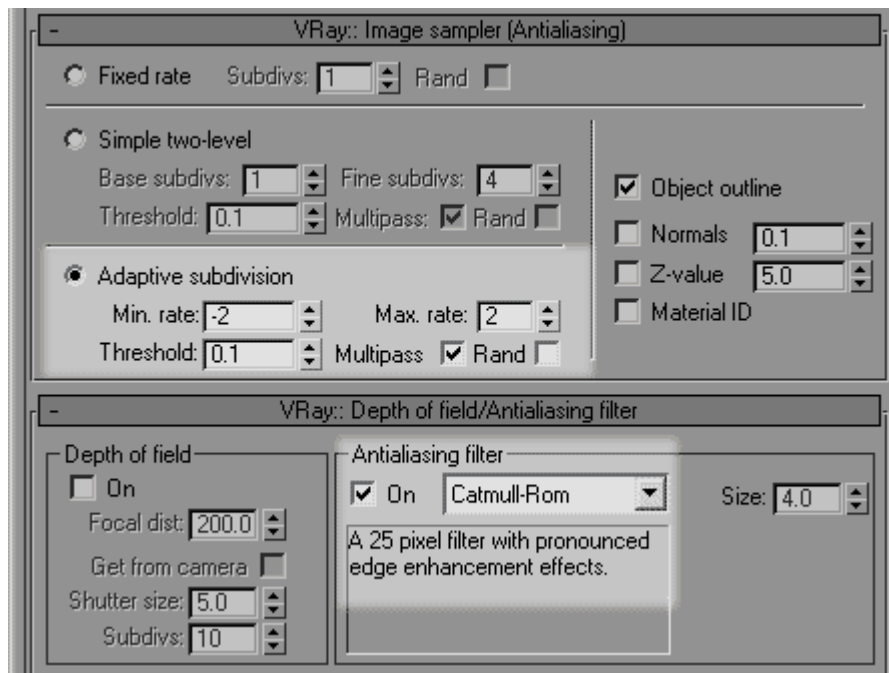 - VRay:: Image sampler (Antialiasing)
Fixed rate Subdivs: 1 Rand
Simple two-level
Base subdivs: 1 Fine subdivs: 4
Threshold: 0.1 Multipass: Rand
Object outline
Normals 0.1
Z-value 5.0
Material ID
Adaptive subdivision
Min. rate: -2 Max. rate: 2
Threshold: 0.1 Multipass Rand
- VRay:: Depth of field/Antialiasing filter
Depth of field
On
Focal dist: 200.0
Get from camera
Shutter size: 5.0
Subdivs: 10
Antialiasing filter
On Catmull-Rom Size: 4.0
A 25 pixel filter with pronounced
edge enhancement effects.